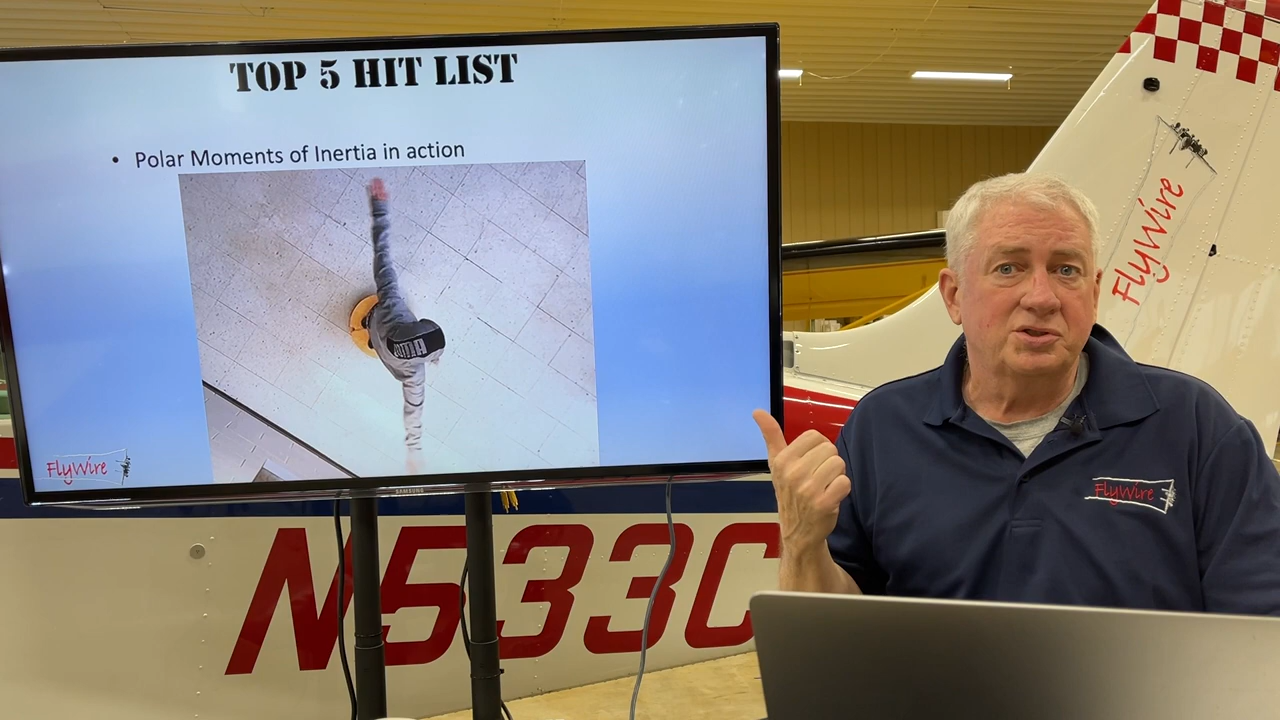 TOP 5 HIT LIST
• Polar Moments of Inertia in action
FlyWire
SAMSUNG
N533C
FlyWire
FlyWire